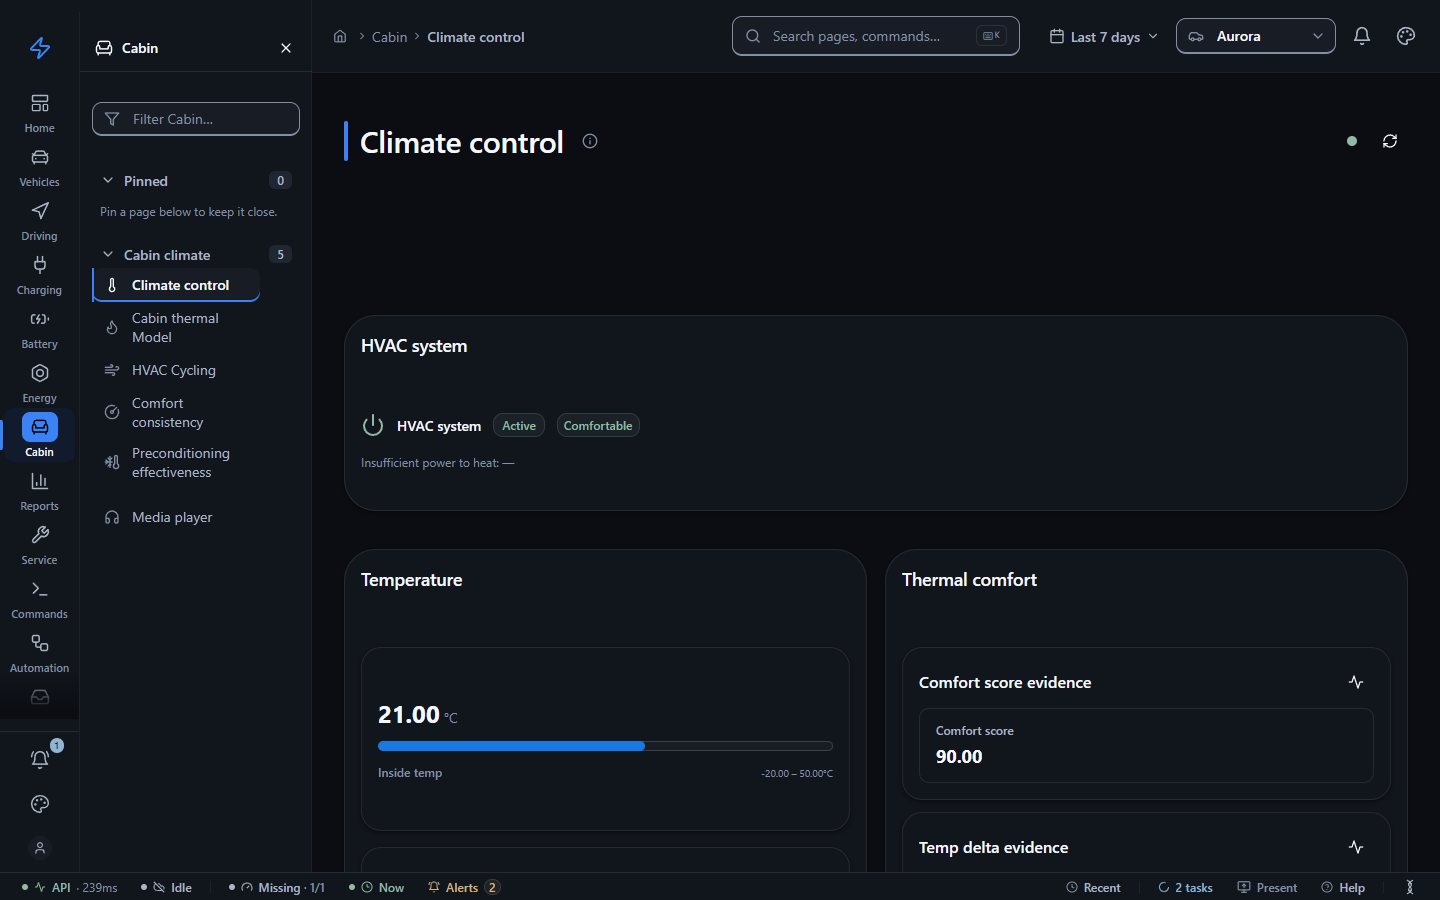 Home
Vehicles
Driving
Charging
Battery
Energy
Cabin
Reports
Service
Commands
Automation
1
Cabin
Filter Cabin...
Pinned 0
Pin a page below to keep it close.
Cabin climate 5
Climate control
Cabin thermal
Model
HVAC Cycling
Comfort
consistency
Preconditioning
effectiveness
Media player
Cabin Climate control
Search pages, commands... K
Last 7 days
Aurora
Climate control
HVAC system
HVAC system Active Comfortable
Insufficient power to heat: —
Temperature
21.00 °C
Inside temp -20.00 – 50.00°C
Thermal comfort
Comfort score evidence
Comfort score
90.00
Temp delta evidence
API · 239ms Idle Missing · 1/1 Now Alerts 2 Recent 2 tasks Present Help